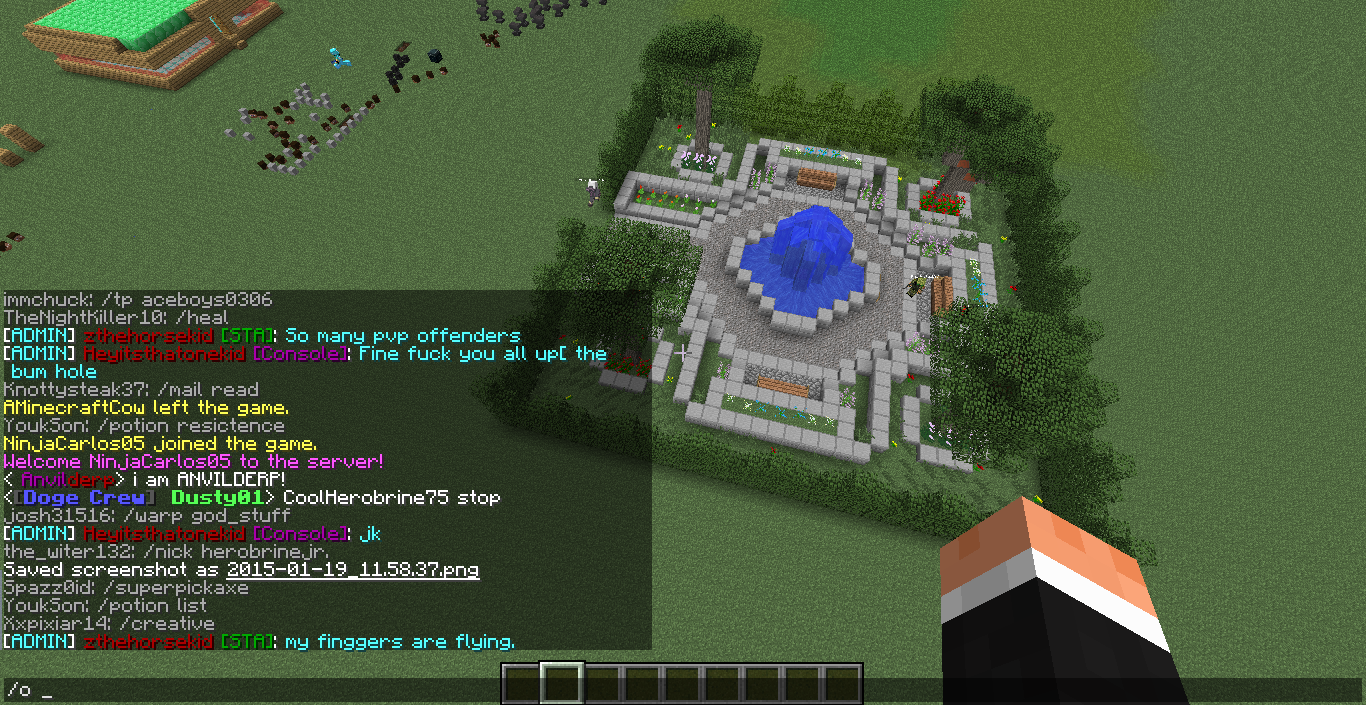 immchuck: /tp aceboys0306
TheNightKiller10: /heal
[ADMIN] zthehorsekid [STA]: So many pvp offenders
[ADMIN] Heyitsthatonekid [Console]: Fine fuck you all up[ the
bum hole
Knottysteak37: /mail read
AMinecraftCow left the game.
YoukSon: /potion resictence
NinjaCarlos05 joined the game.
Welcome NinjaCarlos05 to the server!
< Anvilderp> i am ANVILDERP!
<[Doge Crew] Dusty01> CoolHerobrine75 stop
josh31516: /warp god_stuff
[ADMIN] Heyitsthatonekid [Console]: .jk
the_witer132: /nick herobrinejr.
Saved screenshot as 2015-01-19_11.58.37.png
Spazz0id: /superpickaxe
YoukSon: /potion list
Xxpixiar14: /creative
[ADMIN] zthehorsekid [STA]: my finggers are flying.
/o _